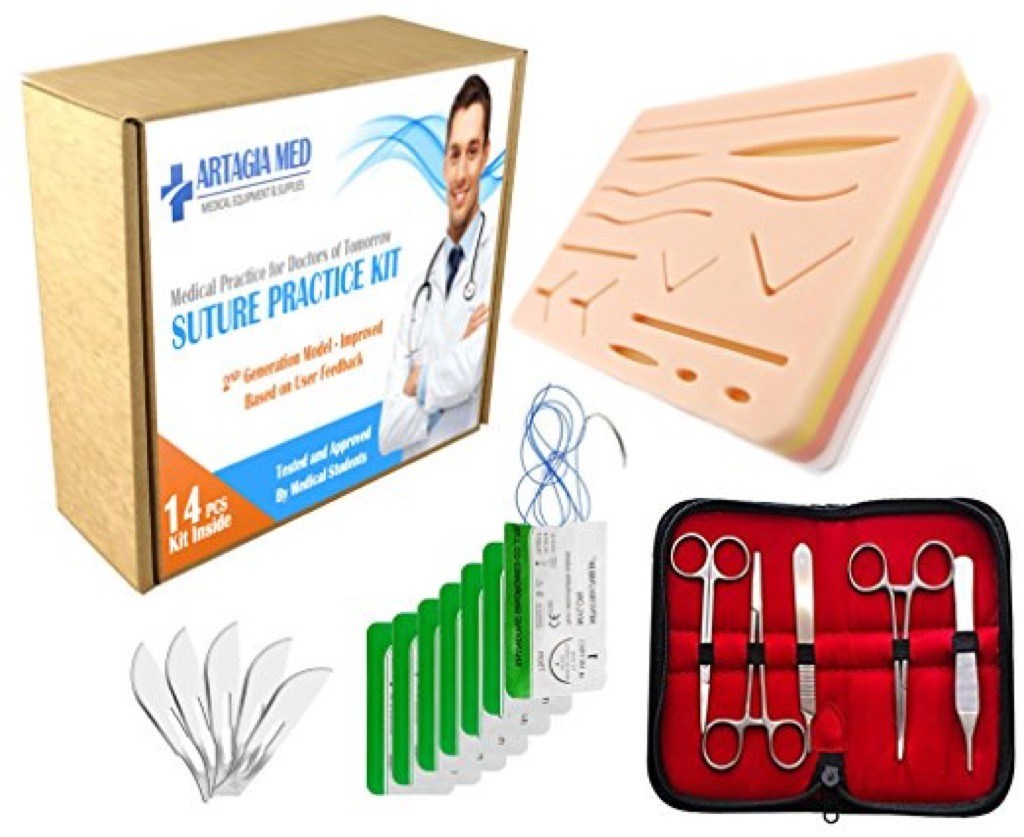 ARTAGIA MED
MEDICAL EQUIPMENT & SUPPLIES
Medical Practice for Doctors of Tomorrow
SUTURE PRACTICE KIT
2ND Generation Model - Improved
Based on User Feedback
Tested and Approved
By Medical Students
14 PCS
Kit Inside